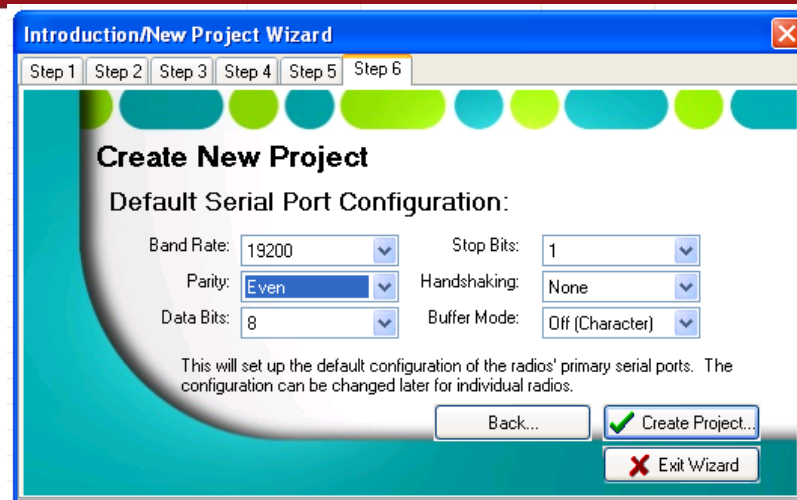 Introduction/New Project Wizard
Step 1 Step 2 Step 3 Step 4 Step 5 Step 6
Create New Project
Default Serial Port Configuration:
Band Rate: 19200 Stop Bits: 1
Parity: Even Handshaking: None
Data Bits: 8 Buffer Mode: Off (Character)
This will set up the default configuration of the radios' primary serial ports. The
configuration can be changed later for individual radios.
Back... Create Project...
Exit Wizard